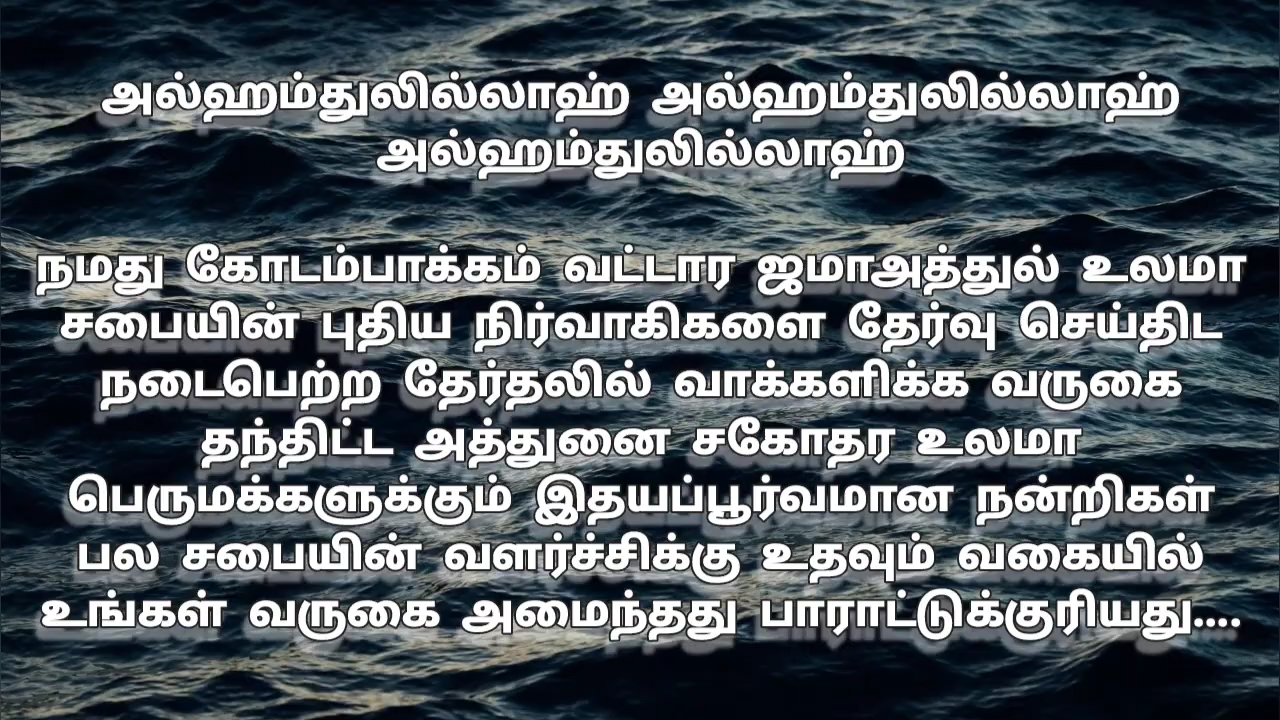 அல்ஹம்துலில்லாஹ் அல்ஹம்துலில்லாஹ்
அல்ஹம்துலில்லாஹ்
நமது கோடம்பாக்கம் வட்டார ஜமாஅத்துல் உலமா
சபையின் புதிய நிர்வாகிகளை தேர்வு செய்திட
நடைபெற்ற தேர்தலில் வாக்களிக்க வருகை
தந்திட்ட அத்துனை சகோதர உலமா
பெருமக்களுக்கும் இதயப்பூர்வமான நன்றிகள்
பல சபையின் வளர்ச்சிக்கு உதவும் வகையில்
உங்கள் வருகை அமைந்தது பாராட்டுக்குரியது....